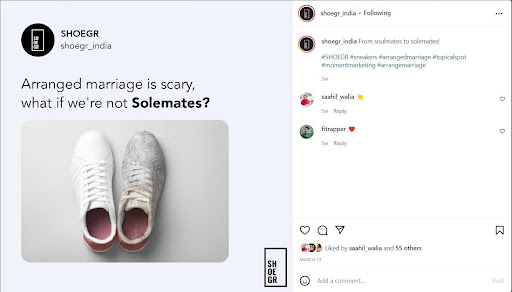 SHOEGR
shoegr_india
Arranged marriage is scary,
what if we're not Solemates?
SH
OE
GR
shoegr_india • Following
shoegr_india From soulmates to solemates!
#SHOEGR #sneakers #arrangedmarriage #topicalspot
#momentmarketing #arrangemarriage
5w
saahil_walia 👏
5w Reply
fitrapper ❤️
5w Reply
Liked by saahil_walia and 55 others
MARCH 23
Add a comment...
Post